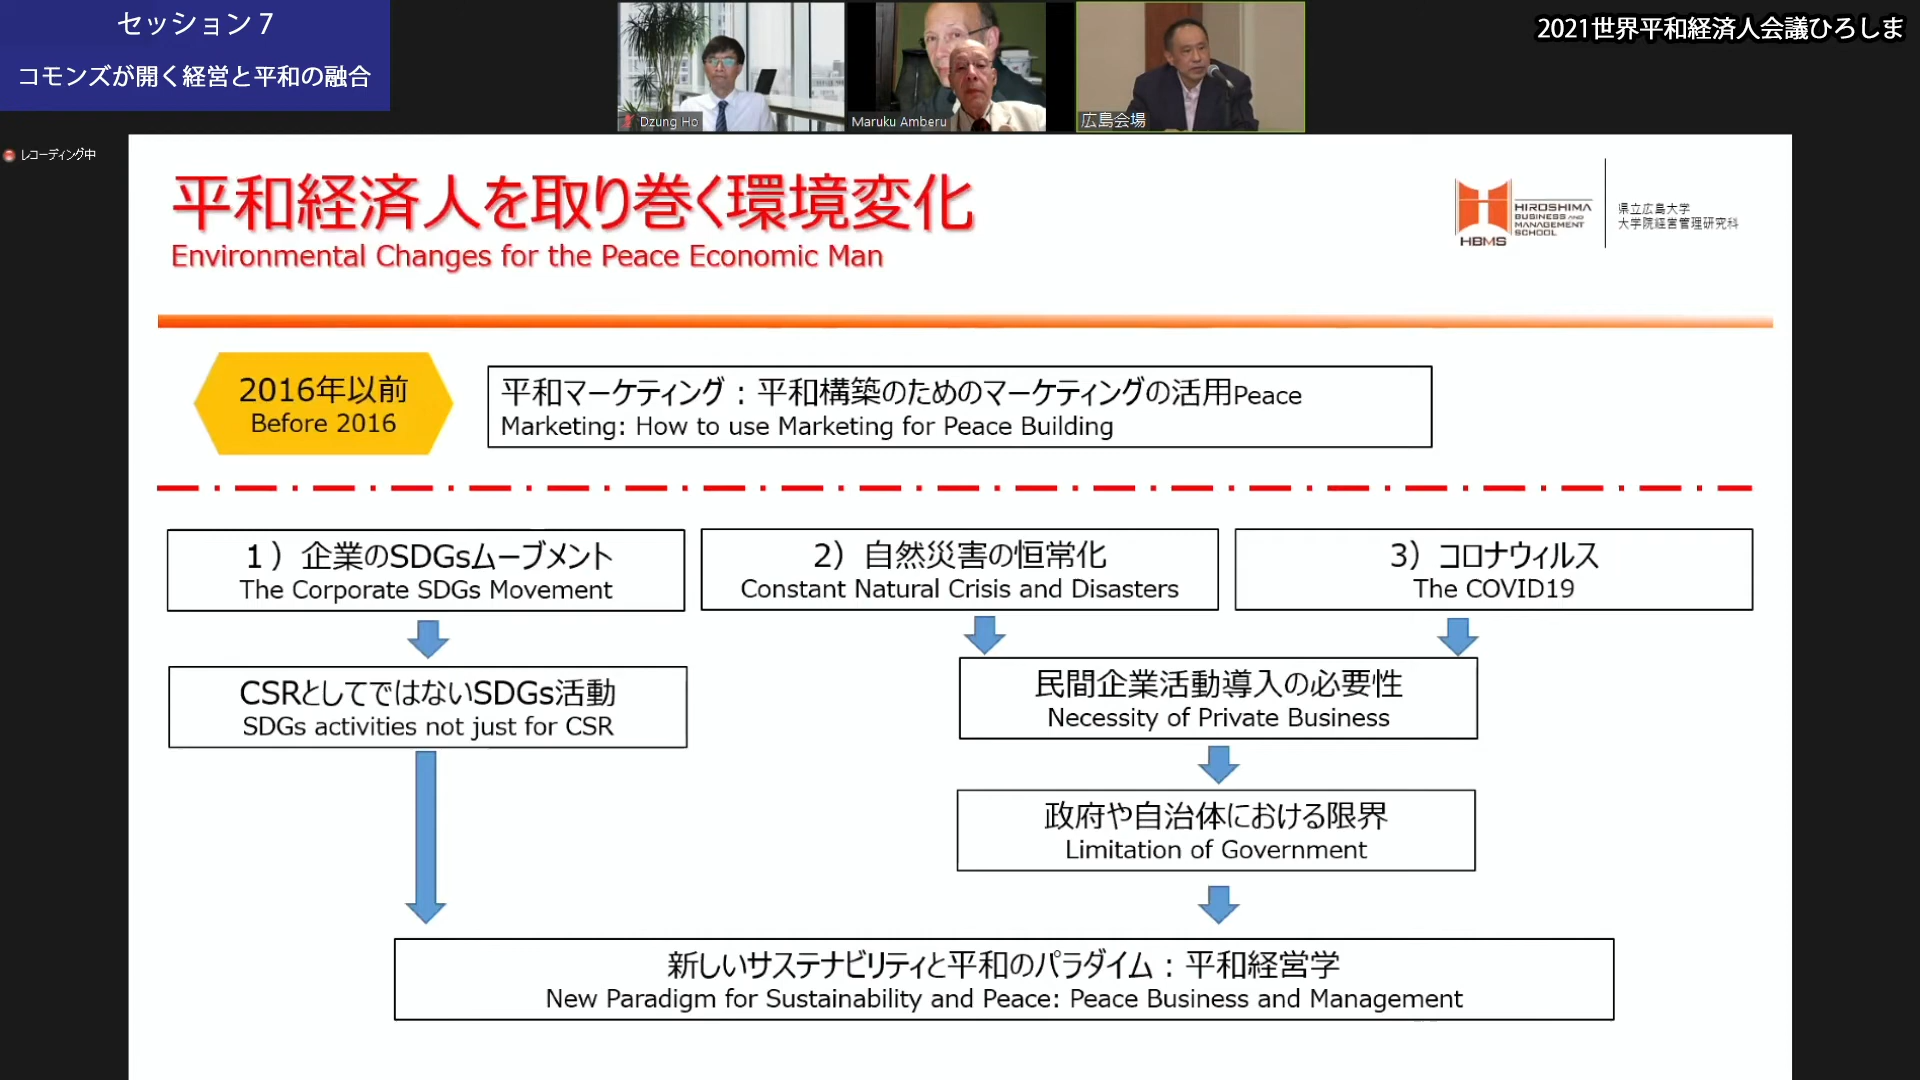 セッション７
コモンズが開く経営と平和の融合
2021世界平和経済人会議ひろしま
Dzung Ho
Maruku Amberu
広島会場
レコーディング中
平和経済人を取り巻く環境変化
Environmental Changes for the Peace Economic Man
HIROSHIMA
BUSINESS AND
MANAGEMENT
SCHOOL
HBMS
県立広島大学
大学院経営管理研究科
2016年以前
Before 2016
平和マーケティング：平和構築のためのマーケティングの活用Peace
Marketing: How to use Marketing for Peace Building
１）企業のSDGsムーブメント
The Corporate SDGs Movement
2）自然災害の恒常化
Constant Natural Crisis and Disasters
3）コロナウィルス
The COVID19
CSRとしてではないSDGs活動
SDGs activities not just for CSR
民間企業活動導入の必要性
Necessity of Private Business
政府や自治体における限界
Limitation of Government
新しいサステナビリティと平和のパラダイム：平和経営学
New Paradigm for Sustainability and Peace: Peace Business and Management